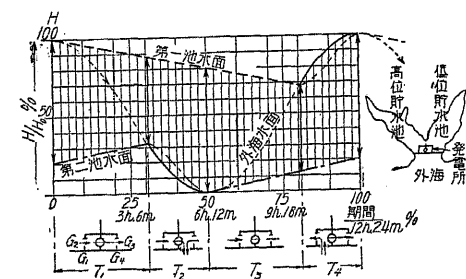 H
100
第一池水面
H/H₀%
50
外海水面
第二池水面
0
25
50
75
100
3h.6m
6h.12m
9h.18m
期間
12h24m%
G₂ G₃
G₁ G₄
T₁
T₂
T₃
T₄
高位貯水池
低位貯水池
発電所
外海